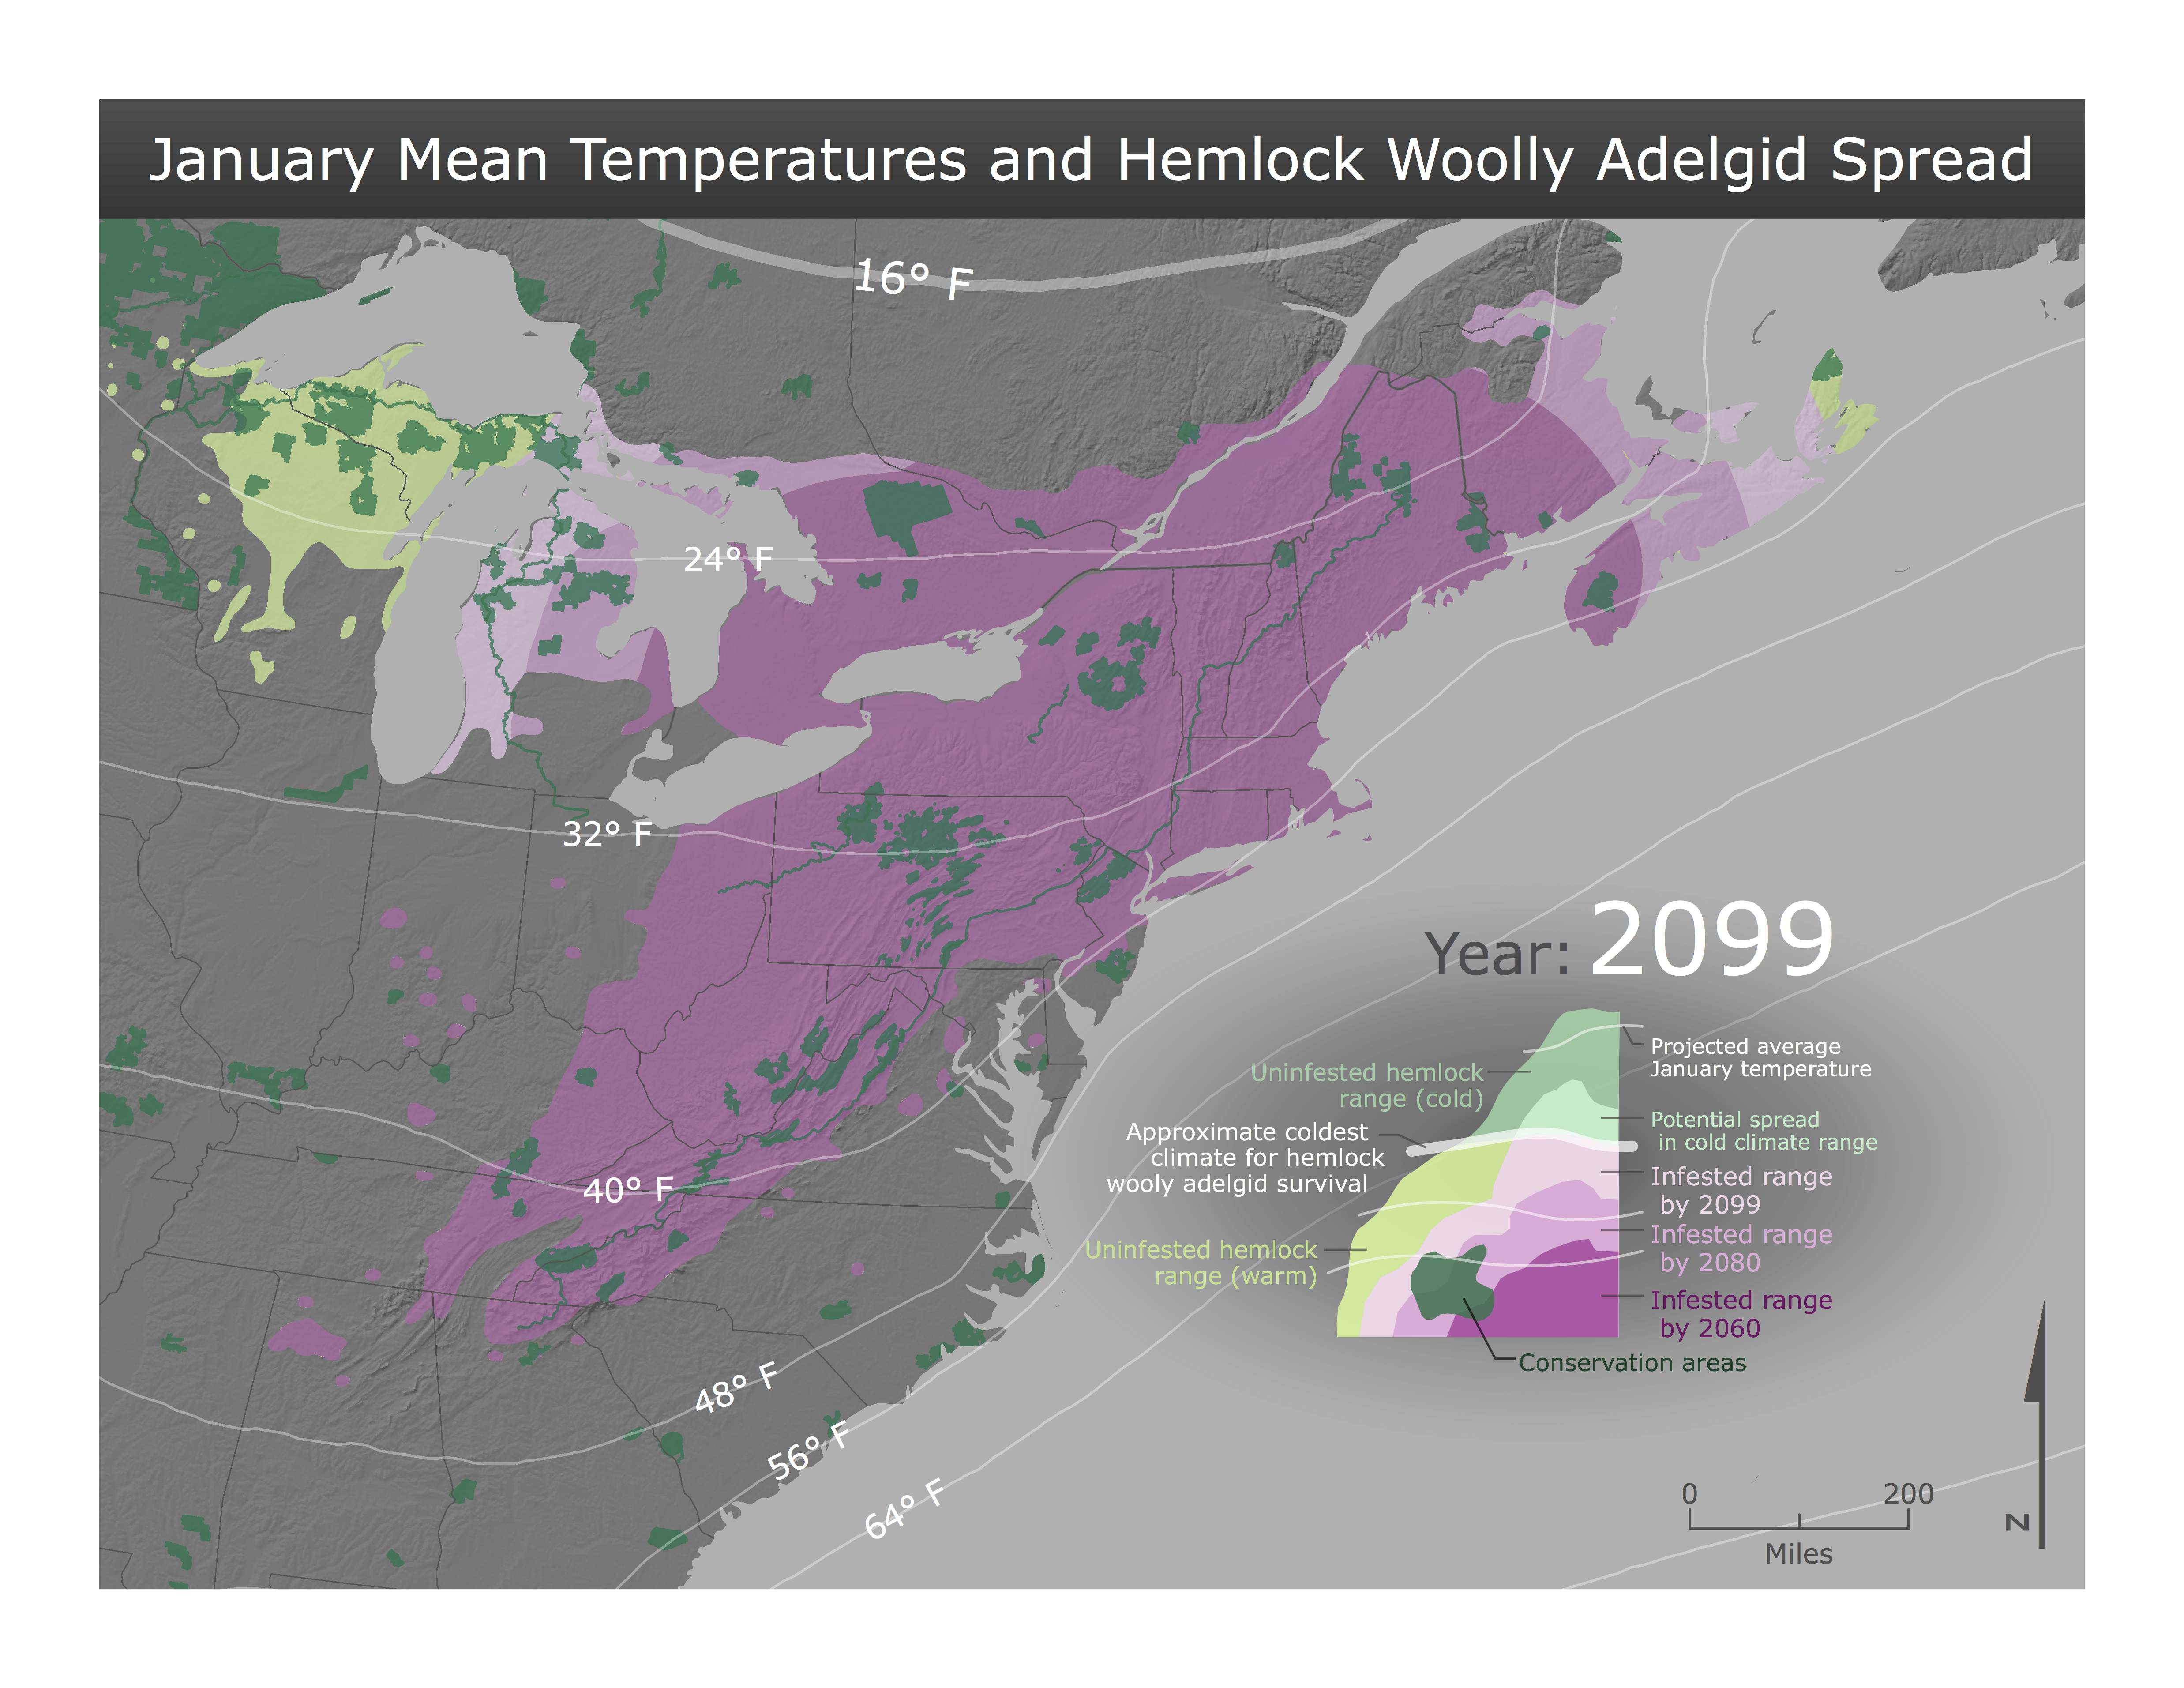 January Mean Temperatures and Hemlock Woolly Adelgid Spread
16° F
24° F
32° F
40° F
48° F
56° F
64° F
Year: 2099
Projected average
January temperature
Uninfested hemlock
range (cold)
Potential spread
in cold climate range
Approximate coldest
climate for hemlock
wooly adelgid survival
Infested range
by 2099
Infested range
by 2080
Uninfested hemlock
range (warm)
Infested range
by 2060
Conservation areas
0 200
Miles
N